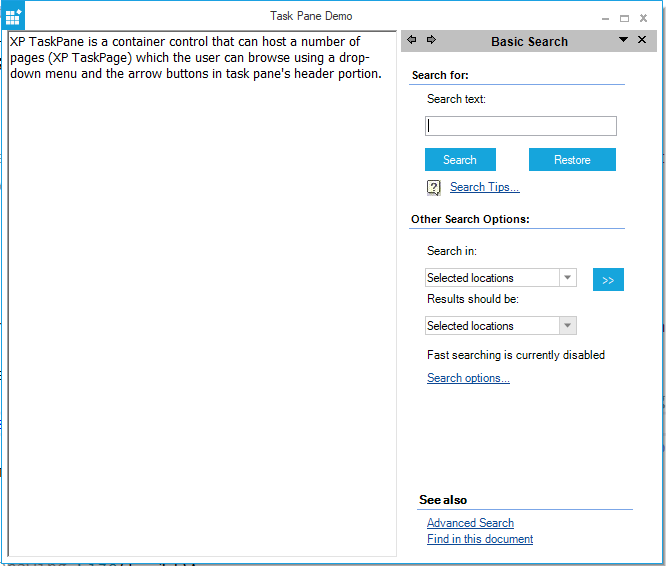 Task Pane Demo
XP TaskPane is a container control that can host a number of
pages (XP TaskPage) which the user can browse using a drop-
down menu and the arrow buttons in task pane's header portion.
Basic Search
Search for:
Search text:
Search
Restore
Search Tips...
Other Search Options:
Search in:
Selected locations
>>
Results should be:
Selected locations
Fast searching is currently disabled
Search options...
See also
Advanced Search
Find in this document